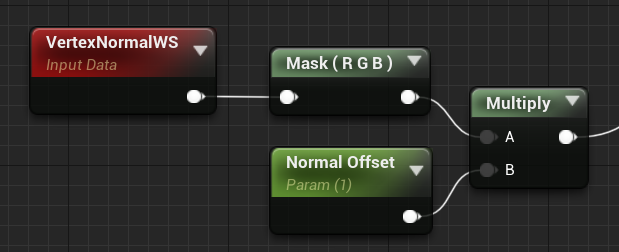 VertexNormalWS
Input Data
Mask ( R G B )
Multiply
A
B
Normal Offset
Param (1)